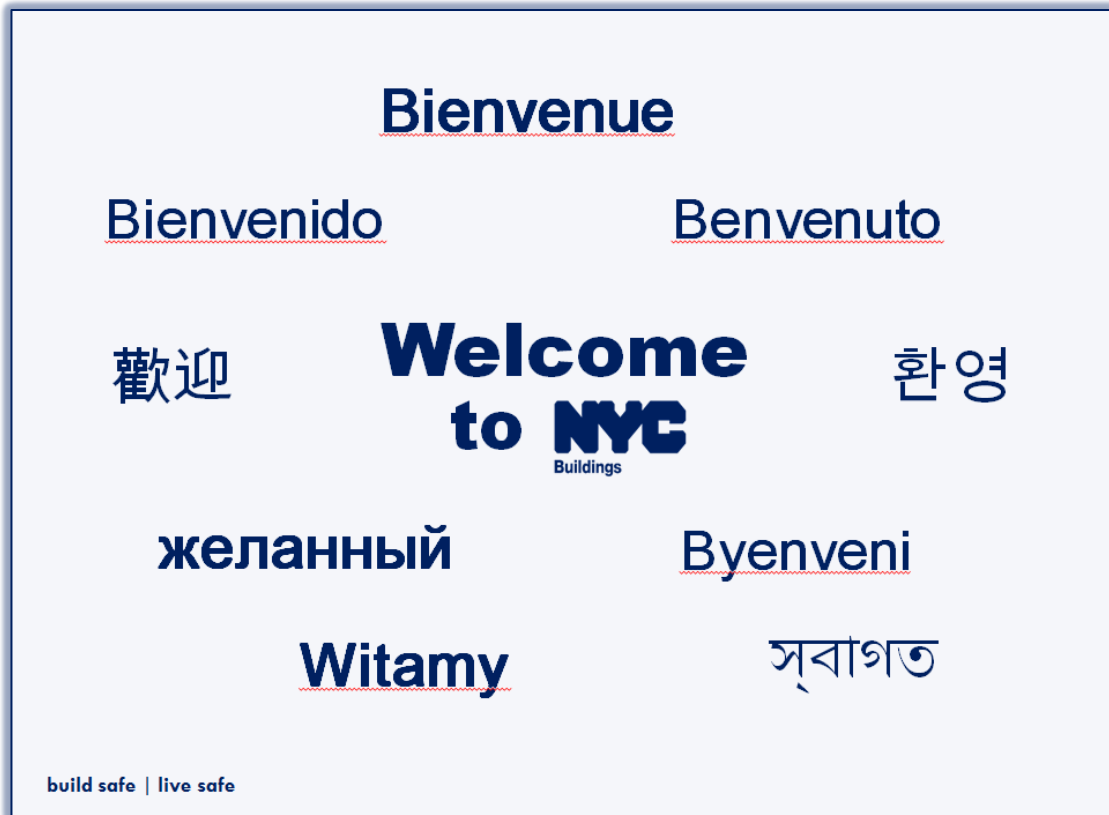 Bienvenue
Bienvenido
Benvenuto
歡迎
Welcome
환영
to NYC
Buildings
желанный
Byenveni
Witamy
স্‌বাগত
build safe | live safe